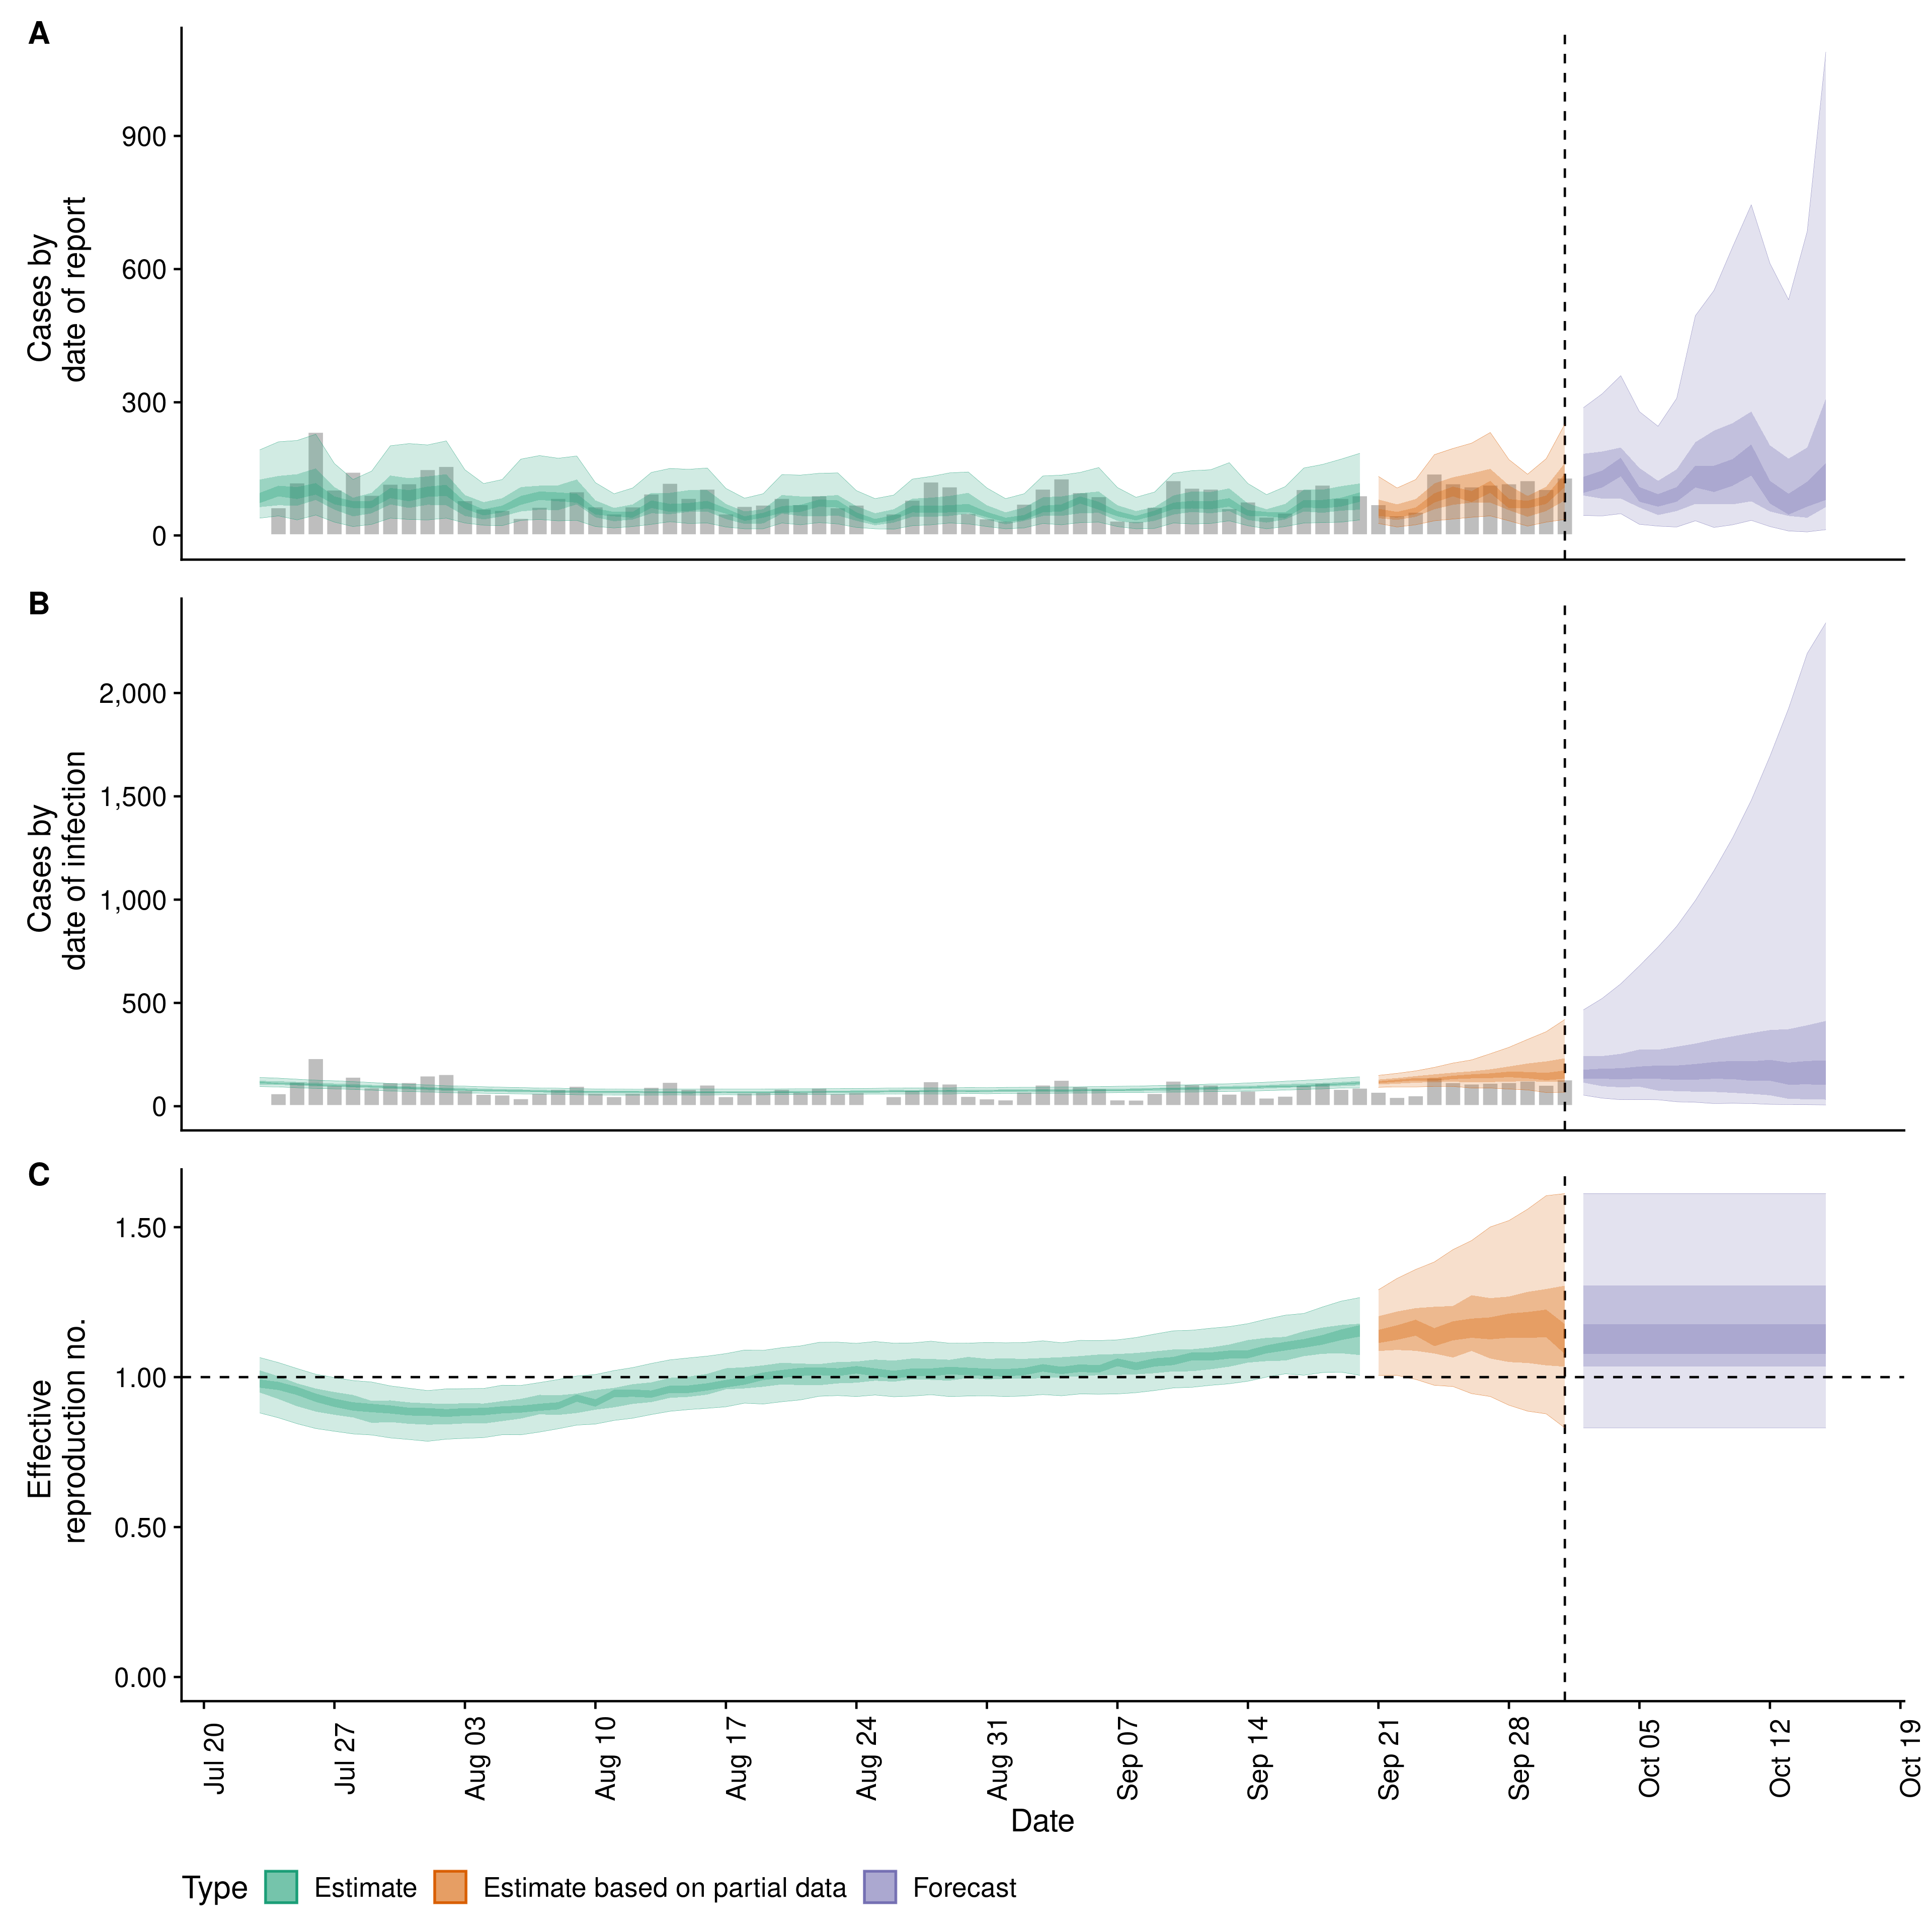 A
Cases by
date of report
900
600
300
0
B
Cases by
date of infection
2,000
1,500
1,000
500
0
C
Effective
reproduction no.
1.50
1.00
0.50
0.00
Jul 20
Jul 27
Aug 03
Aug 10
Aug 17
Aug 24
Aug 31
Sep 07
Sep 14
Sep 21
Sep 28
Oct 05
Oct 12
Oct 19
Date
Type Estimate Estimate based on partial data Forecast